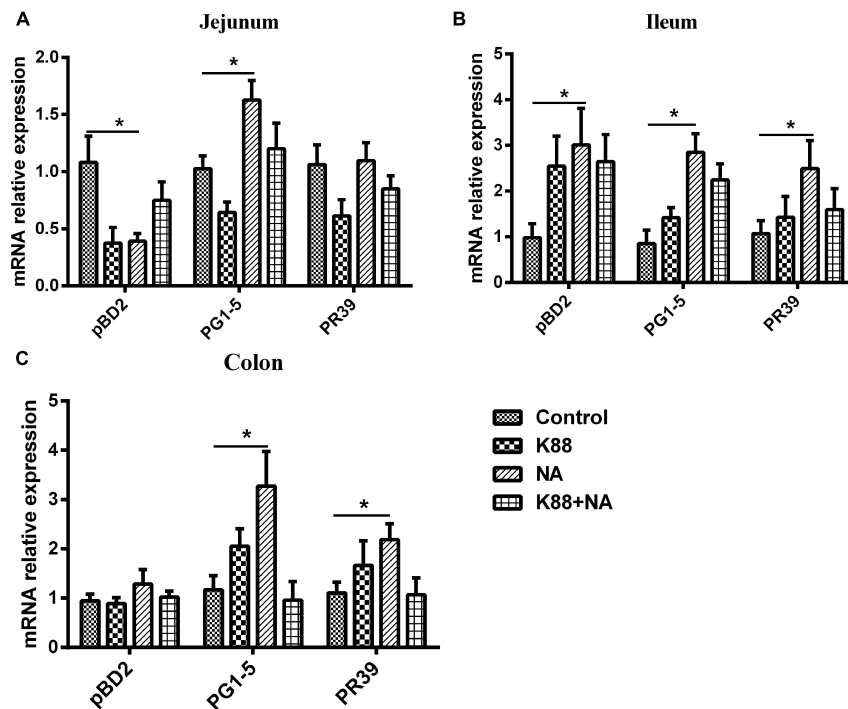 A
Jejunum
mRNA relative expression
2.0
1.5
1.0
0.5
0.0
*
*
pBD2
PG1-5
PR39
B
Ileum
mRNA relative expression
5
4
3
2
1
0
*
*
*
pBD2
PG1-5
PR39
C
Colon
mRNA relative expression
5
4
3
2
1
0
*
*
pBD2
PG1-5
PR39
Control
K88
NA
K88+NA